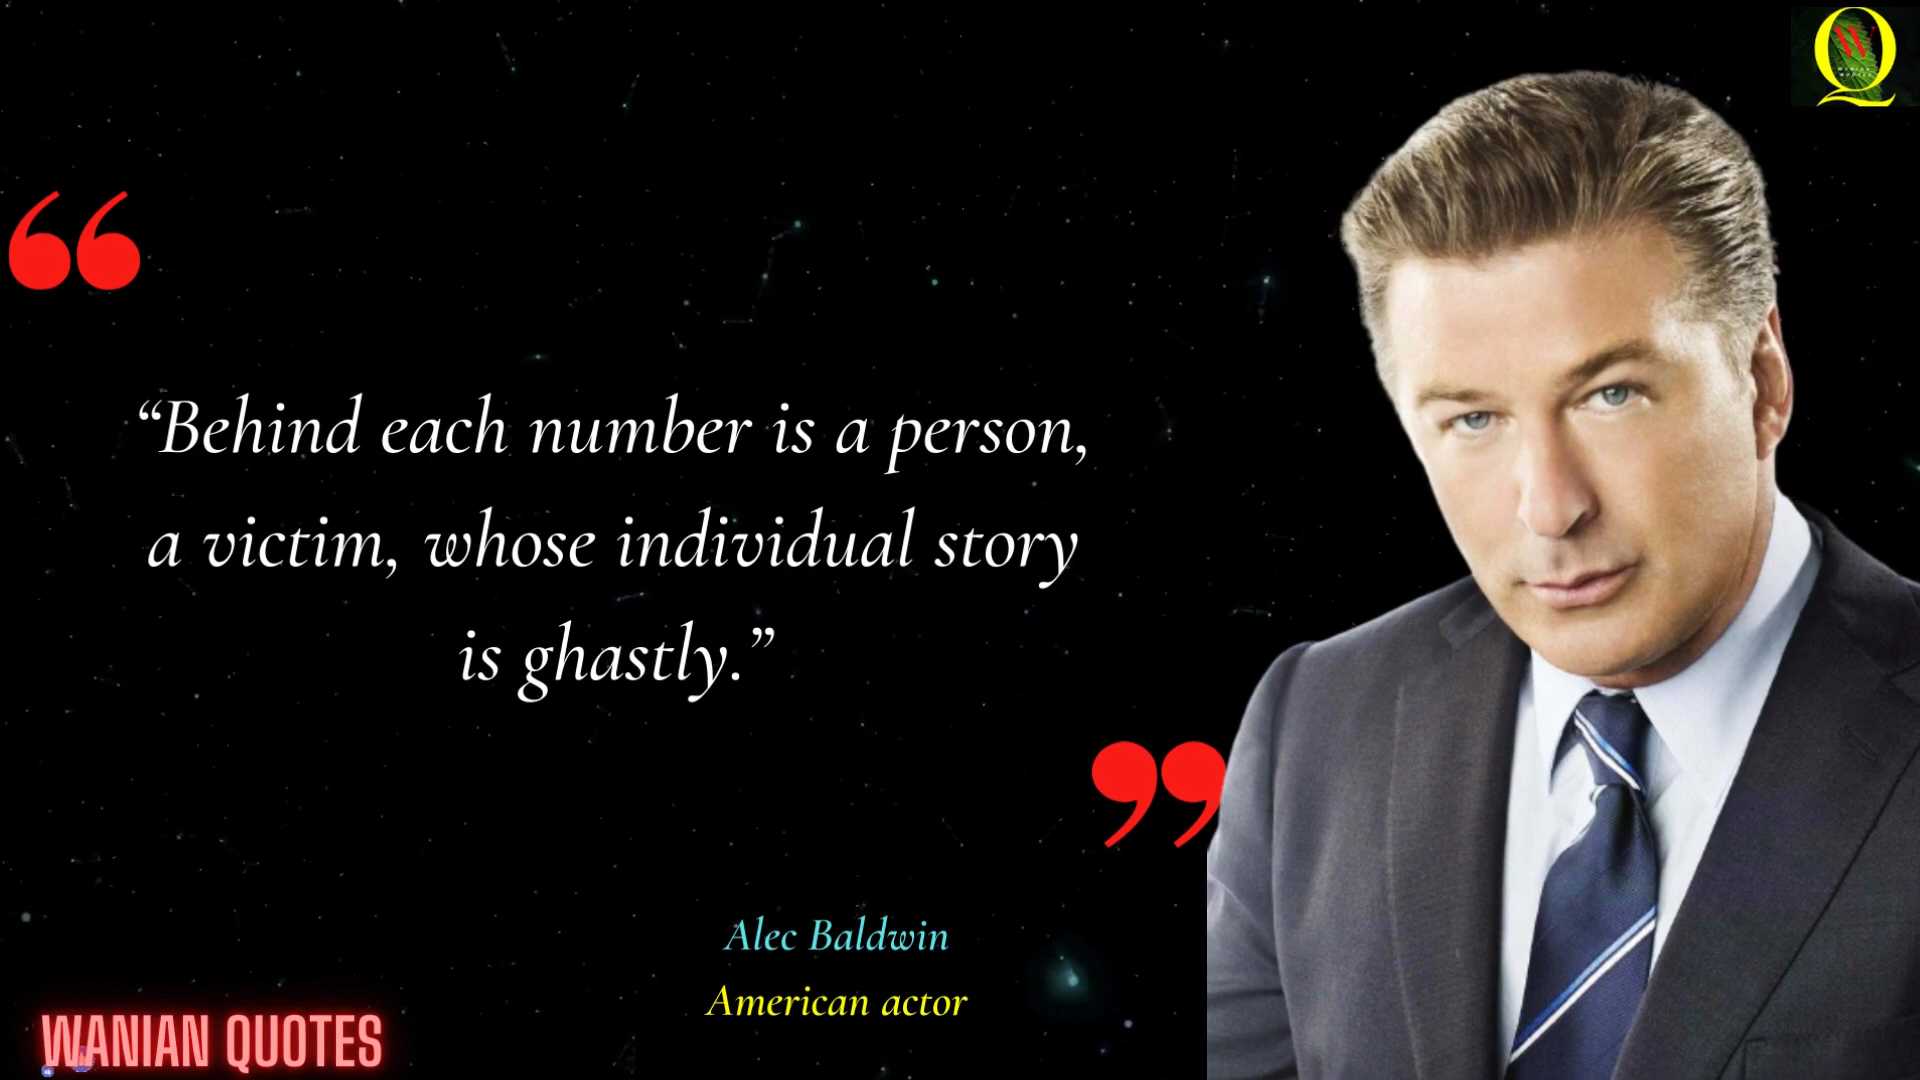 “Behind each number is a person,
a victim, whose individual story
is ghastly.”
Alec Baldwin
American actor
WANIAN QUOTES